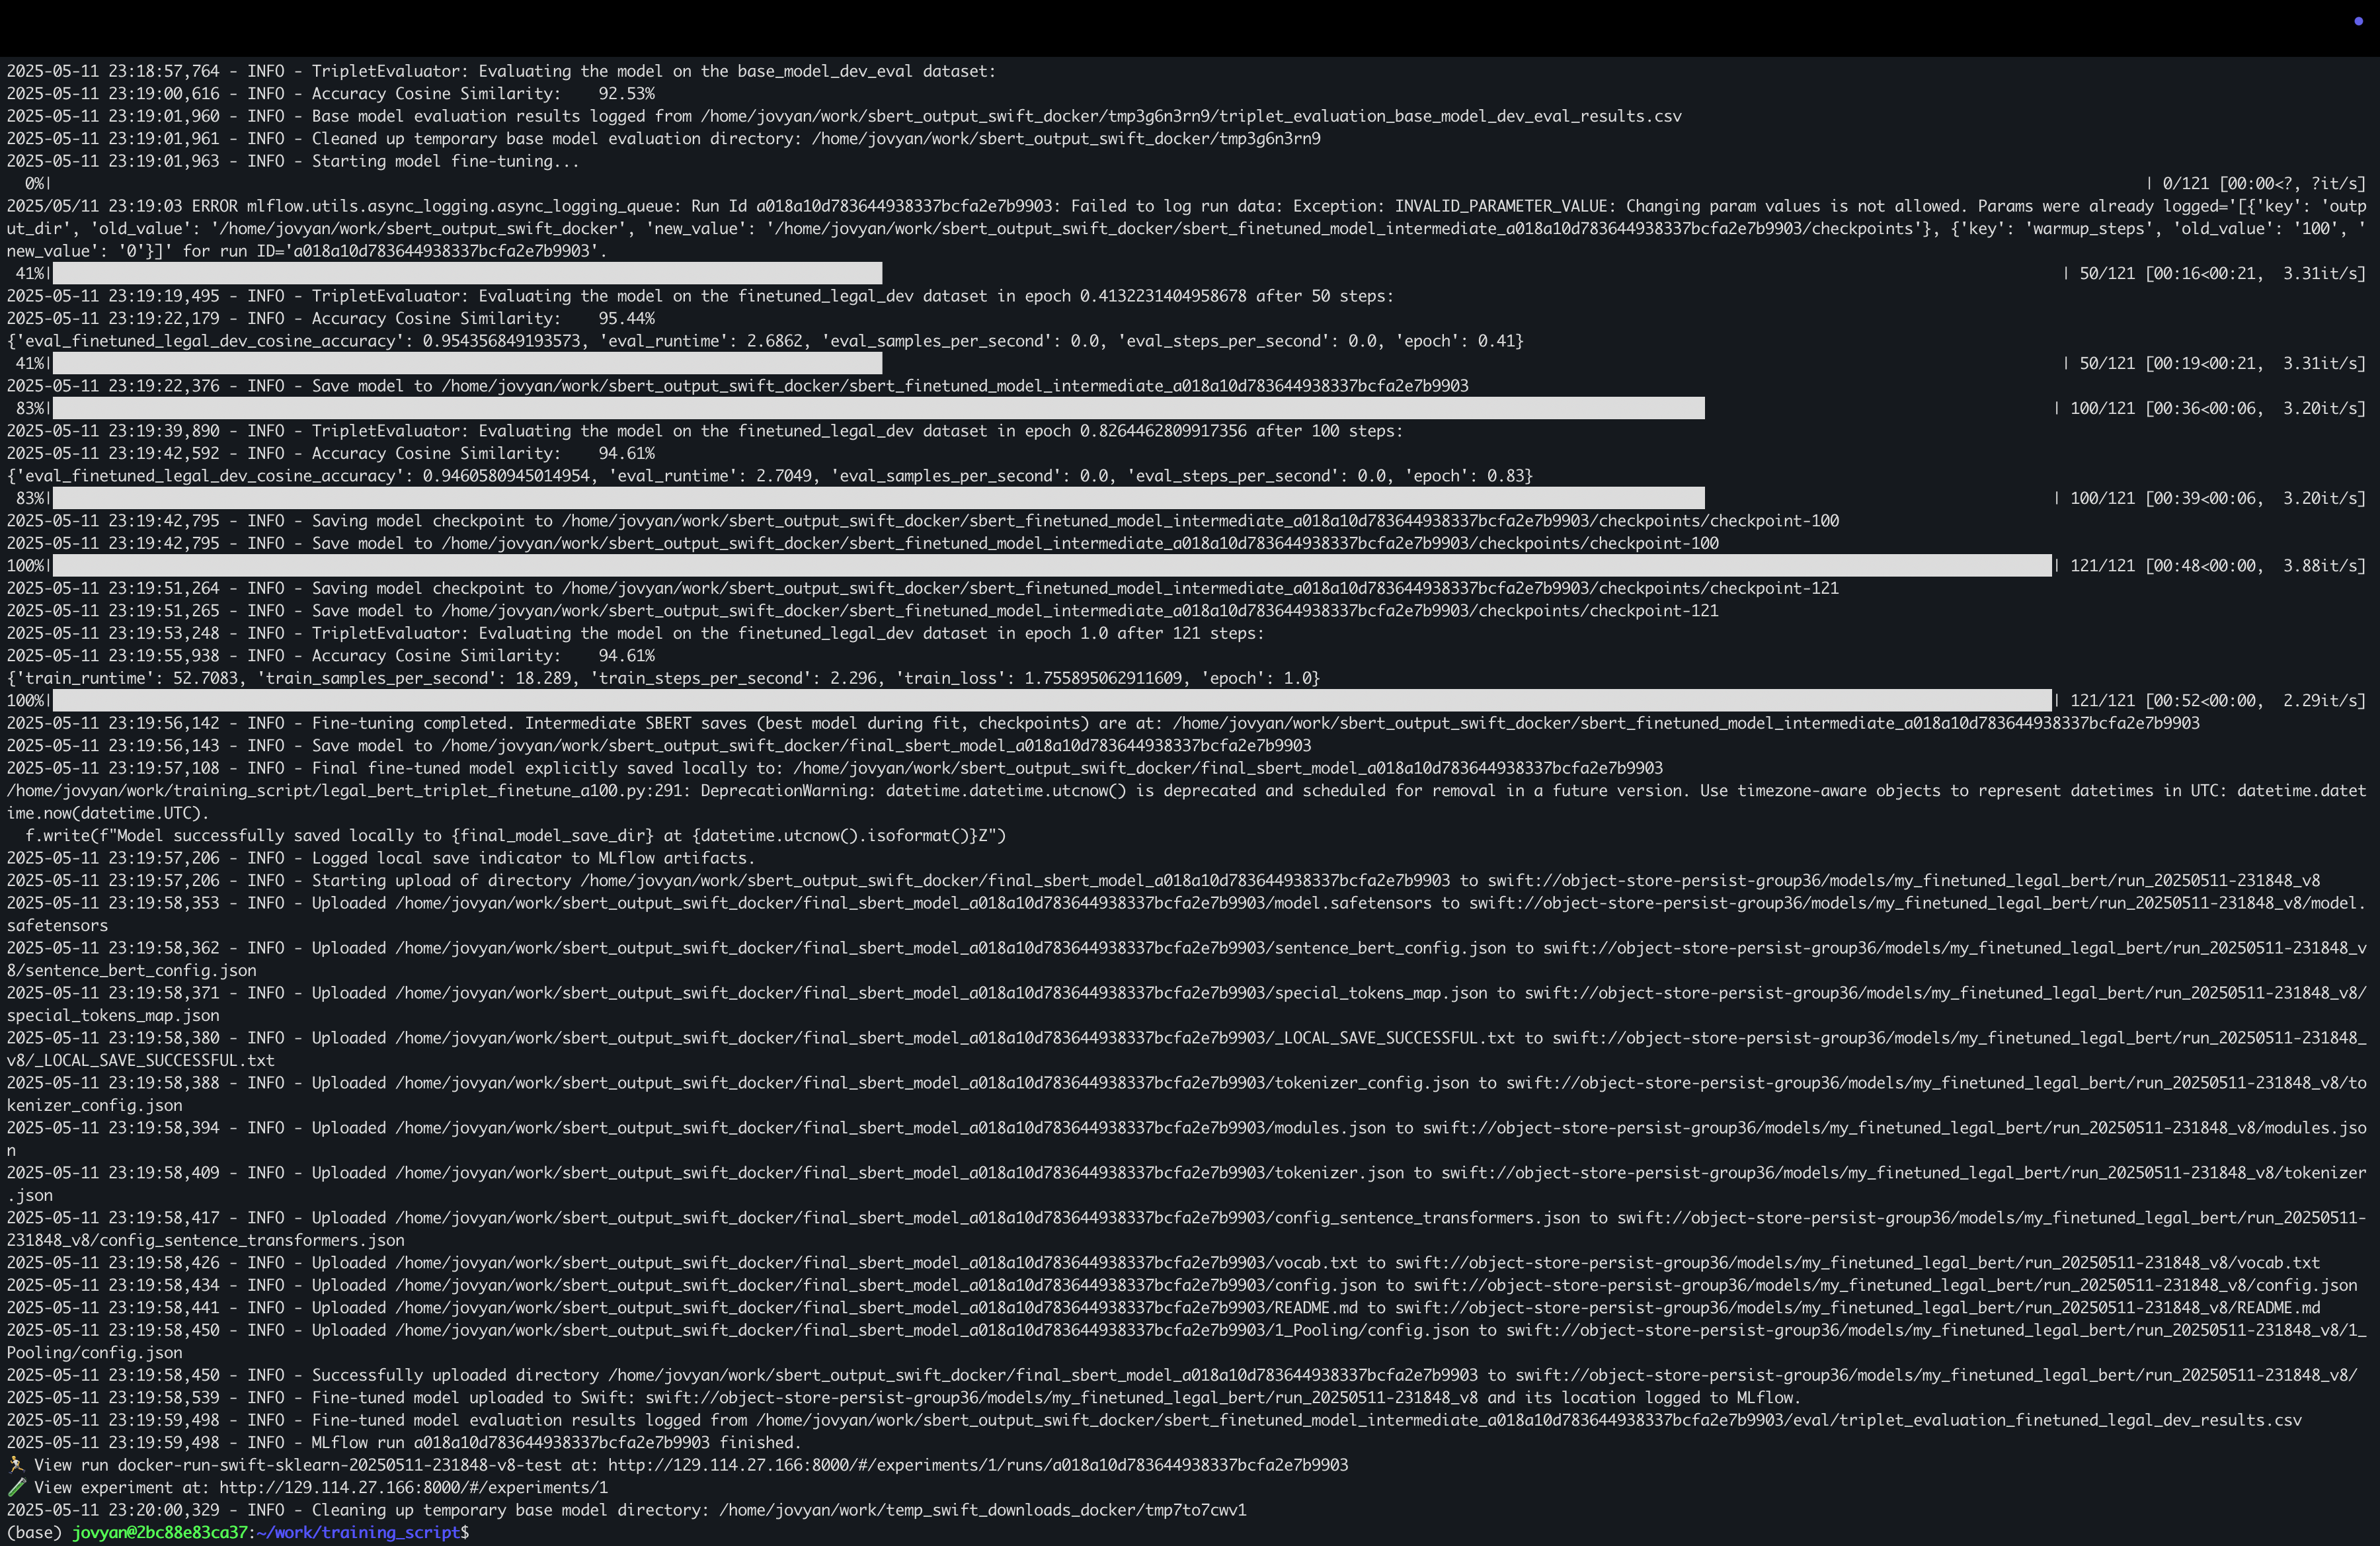 2025-05-11 23:18:57,764 - INFO - TripletEvaluator: Evaluating the model on the base_model_dev_eval dataset:
2025-05-11 23:19:00,616 - INFO - Accuracy Cosine Similarity:    92.53%
2025-05-11 23:19:01,960 - INFO - Base model evaluation results logged from /home/jovyan/work/sbert_output_swift_docker/tmp3g6n3rn9/triplet_evaluation_base_model_dev_eval_results.csv
2025-05-11 23:19:01,961 - INFO - Cleaned up temporary base model evaluation directory: /home/jovyan/work/sbert_output_swift_docker/tmp3g6n3rn9
2025-05-11 23:19:01,963 - INFO - Starting model fine-tuning...
  0%| | 0/121 [00:00<?, ?it/s]
2025/05/11 23:19:03 ERROR mlflow.utils.async_logging.async_logging_queue: Run Id a018a10d783644938337bcfa2e7b9903: Failed to log run data: Exception: INVALID_PARAMETER_VALUE: Changing param values is not allowed. Params were already logged='[{'key': 'outp
ut_dir', 'old_value': '/home/jovyan/work/sbert_output_swift_docker', 'new_value': '/home/jovyan/work/sbert_output_swift_docker/sbert_finetuned_model_intermediate_a018a10d783644938337bcfa2e7b9903/checkpoints'}, {'key': 'warmup_steps', 'old_value': '100', '
new_value': '0'}]' for run ID='a018a10d783644938337bcfa2e7b9903'.
 41%| | 50/121 [00:16<00:21,  3.31it/s]
2025-05-11 23:19:19,495 - INFO - TripletEvaluator: Evaluating the model on the finetuned_legal_dev dataset in epoch 0.4132231404958678 after 50 steps:
2025-05-11 23:19:22,179 - INFO - Accuracy Cosine Similarity:    95.44%
{'eval_finetuned_legal_dev_cosine_accuracy': 0.954356849193573, 'eval_runtime': 2.6862, 'eval_samples_per_second': 0.0, 'eval_steps_per_second': 0.0, 'epoch': 0.41}
 41%| | 50/121 [00:19<00:21,  3.31it/s]
2025-05-11 23:19:22,376 - INFO - Save model to /home/jovyan/work/sbert_output_swift_docker/sbert_finetuned_model_intermediate_a018a10d783644938337bcfa2e7b9903
 83%| | 100/121 [00:36<00:06,  3.20it/s]
2025-05-11 23:19:39,890 - INFO - TripletEvaluator: Evaluating the model on the finetuned_legal_dev dataset in epoch 0.8264462809917356 after 100 steps:
2025-05-11 23:19:42,592 - INFO - Accuracy Cosine Similarity:    94.61%
{'eval_finetuned_legal_dev_cosine_accuracy': 0.9460580945014954, 'eval_runtime': 2.7049, 'eval_samples_per_second': 0.0, 'eval_steps_per_second': 0.0, 'epoch': 0.83}
 83%| | 100/121 [00:39<00:06,  3.20it/s]
2025-05-11 23:19:42,795 - INFO - Saving model checkpoint to /home/jovyan/work/sbert_output_swift_docker/sbert_finetuned_model_intermediate_a018a10d783644938337bcfa2e7b9903/checkpoints/checkpoint-100
2025-05-11 23:19:42,795 - INFO - Save model to /home/jovyan/work/sbert_output_swift_docker/sbert_finetuned_model_intermediate_a018a10d783644938337bcfa2e7b9903/checkpoints/checkpoint-100
100%| | 121/121 [00:48<00:00,  3.88it/s]
2025-05-11 23:19:51,264 - INFO - Saving model checkpoint to /home/jovyan/work/sbert_output_swift_docker/sbert_finetuned_model_intermediate_a018a10d783644938337bcfa2e7b9903/checkpoints/checkpoint-121
2025-05-11 23:19:51,265 - INFO - Save model to /home/jovyan/work/sbert_output_swift_docker/sbert_finetuned_model_intermediate_a018a10d783644938337bcfa2e7b9903/checkpoints/checkpoint-121
2025-05-11 23:19:53,248 - INFO - TripletEvaluator: Evaluating the model on the finetuned_legal_dev dataset in epoch 1.0 after 121 steps:
2025-05-11 23:19:55,938 - INFO - Accuracy Cosine Similarity:    94.61%
{'train_runtime': 52.7083, 'train_samples_per_second': 18.289, 'train_steps_per_second': 2.296, 'train_loss': 1.755895062911609, 'epoch': 1.0}
100%| | 121/121 [00:52<00:00,  2.29it/s]
2025-05-11 23:19:56,142 - INFO - Fine-tuning completed. Intermediate SBERT saves (best model during fit, checkpoints) are at: /home/jovyan/work/sbert_output_swift_docker/sbert_finetuned_model_intermediate_a018a10d783644938337bcfa2e7b9903
2025-05-11 23:19:56,143 - INFO - Save model to /home/jovyan/work/sbert_output_swift_docker/final_sbert_model_a018a10d783644938337bcfa2e7b9903
2025-05-11 23:19:57,108 - INFO - Final fine-tuned model explicitly saved locally to: /home/jovyan/work/sbert_output_swift_docker/final_sbert_model_a018a10d783644938337bcfa2e7b9903
/home/jovyan/work/training_script/legal_bert_triplet_finetune_a100.py:291: DeprecationWarning: datetime.datetime.utcnow() is deprecated and scheduled for removal in a future version. Use timezone-aware objects to represent datetimes in UTC: datetime.datet
ime.now(datetime.UTC).
  f.write(f"Model successfully saved locally to {final_model_save_dir} at {datetime.utcnow().isoformat()}Z")
2025-05-11 23:19:57,206 - INFO - Logged local save indicator to MLflow artifacts.
2025-05-11 23:19:57,206 - INFO - Starting upload of directory /home/jovyan/work/sbert_output_swift_docker/final_sbert_model_a018a10d783644938337bcfa2e7b9903 to swift://object-store-persist-group36/models/my_finetuned_legal_bert/run_20250511-231848_v8
2025-05-11 23:19:58,353 - INFO - Uploaded /home/jovyan/work/sbert_output_swift_docker/final_sbert_model_a018a10d783644938337bcfa2e7b9903/model.safetensors to swift://object-store-persist-group36/models/my_finetuned_legal_bert/run_20250511-231848_v8/model.
safetensors
2025-05-11 23:19:58,362 - INFO - Uploaded /home/jovyan/work/sbert_output_swift_docker/final_sbert_model_a018a10d783644938337bcfa2e7b9903/sentence_bert_config.json to swift://object-store-persist-group36/models/my_finetuned_legal_bert/run_20250511-231848_v
8/sentence_bert_config.json
2025-05-11 23:19:58,371 - INFO - Uploaded /home/jovyan/work/sbert_output_swift_docker/final_sbert_model_a018a10d783644938337bcfa2e7b9903/special_tokens_map.json to swift://object-store-persist-group36/models/my_finetuned_legal_bert/run_20250511-231848_v8/
special_tokens_map.json
2025-05-11 23:19:58,380 - INFO - Uploaded /home/jovyan/work/sbert_output_swift_docker/final_sbert_model_a018a10d783644938337bcfa2e7b9903/_LOCAL_SAVE_SUCCESSFUL.txt to swift://object-store-persist-group36/models/my_finetuned_legal_bert/run_20250511-231848_
v8/_LOCAL_SAVE_SUCCESSFUL.txt
2025-05-11 23:19:58,388 - INFO - Uploaded /home/jovyan/work/sbert_output_swift_docker/final_sbert_model_a018a10d783644938337bcfa2e7b9903/tokenizer_config.json to swift://object-store-persist-group36/models/my_finetuned_legal_bert/run_20250511-231848_v8/to
kenizer_config.json
2025-05-11 23:19:58,394 - INFO - Uploaded /home/jovyan/work/sbert_output_swift_docker/final_sbert_model_a018a10d783644938337bcfa2e7b9903/modules.json to swift://object-store-persist-group36/models/my_finetuned_legal_bert/run_20250511-231848_v8/modules.jso
n
2025-05-11 23:19:58,409 - INFO - Uploaded /home/jovyan/work/sbert_output_swift_docker/final_sbert_model_a018a10d783644938337bcfa2e7b9903/tokenizer.json to swift://object-store-persist-group36/models/my_finetuned_legal_bert/run_20250511-231848_v8/tokenizer
.json
2025-05-11 23:19:58,417 - INFO - Uploaded /home/jovyan/work/sbert_output_swift_docker/final_sbert_model_a018a10d783644938337bcfa2e7b9903/config_sentence_transformers.json to swift://object-store-persist-group36/models/my_finetuned_legal_bert/run_20250511-
231848_v8/config_sentence_transformers.json
2025-05-11 23:19:58,426 - INFO - Uploaded /home/jovyan/work/sbert_output_swift_docker/final_sbert_model_a018a10d783644938337bcfa2e7b9903/vocab.txt to swift://object-store-persist-group36/models/my_finetuned_legal_bert/run_20250511-231848_v8/vocab.txt
2025-05-11 23:19:58,434 - INFO - Uploaded /home/jovyan/work/sbert_output_swift_docker/final_sbert_model_a018a10d783644938337bcfa2e7b9903/config.json to swift://object-store-persist-group36/models/my_finetuned_legal_bert/run_20250511-231848_v8/config.json
2025-05-11 23:19:58,441 - INFO - Uploaded /home/jovyan/work/sbert_output_swift_docker/final_sbert_model_a018a10d783644938337bcfa2e7b9903/README.md to swift://object-store-persist-group36/models/my_finetuned_legal_bert/run_20250511-231848_v8/README.md
2025-05-11 23:19:58,450 - INFO - Uploaded /home/jovyan/work/sbert_output_swift_docker/final_sbert_model_a018a10d783644938337bcfa2e7b9903/1_Pooling/config.json to swift://object-store-persist-group36/models/my_finetuned_legal_bert/run_20250511-231848_v8/1_
Pooling/config.json
2025-05-11 23:19:58,450 - INFO - Successfully uploaded directory /home/jovyan/work/sbert_output_swift_docker/final_sbert_model_a018a10d783644938337bcfa2e7b9903 to swift://object-store-persist-group36/models/my_finetuned_legal_bert/run_20250511-231848_v8/
2025-05-11 23:19:58,539 - INFO - Fine-tuned model uploaded to Swift: swift://object-store-persist-group36/models/my_finetuned_legal_bert/run_20250511-231848_v8 and its location logged to MLflow.
2025-05-11 23:19:59,498 - INFO - Fine-tuned model evaluation results logged from /home/jovyan/work/sbert_output_swift_docker/sbert_finetuned_model_intermediate_a018a10d783644938337bcfa2e7b9903/eval/triplet_evaluation_finetuned_legal_dev_results.csv
2025-05-11 23:19:59,498 - INFO - MLflow run a018a10d783644938337bcfa2e7b9903 finished.
🏃 View run docker-run-swift-sklearn-20250511-231848-v8-test at: http://129.114.27.166:8000/#/experiments/1/runs/a018a10d783644938337bcfa2e7b9903
🧪 View experiment at: http://129.114.27.166:8000/#/experiments/1
2025-05-11 23:20:00,329 - INFO - Cleaning up temporary base model directory: /home/jovyan/work/temp_swift_downloads_docker/tmp7to7cwv1
(base) jovyan@2bc88e83ca37:~/work/training_script$